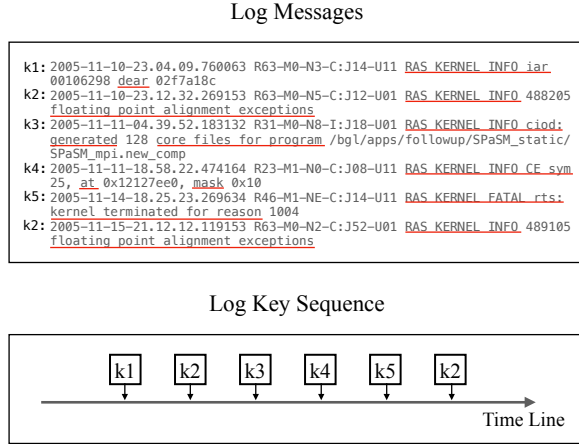 Log Messages
k1: 2005-11-10-23.04.09.760063 R63-M0-N3-C:J14-U11 RAS KERNEL INFO iar
00106298 dear 02f7a18c
k2: 2005-11-10-23.12.32.269153 R63-M0-N5-C:J12-U01 RAS KERNEL INFO 488205
floating point alignment exceptions
k3: 2005-11-11-04.39.52.183132 R31-M0-N8-I:J18-U01 RAS KERNEL INFO ciod:
generated 128 core files for program /bgl/apps/followup/SPaSM_static/
SPaSM_mpi.new_comp
k4: 2005-11-11-18.58.22.474164 R23-M1-N0-C:J08-U11 RAS KERNEL INFO CE sym
25, at 0x12127ee0, mask 0x10
k5: 2005-11-14-18.25.23.269634 R46-M1-NE-C:J14-U11 RAS KERNEL FATAL rts:
kernel terminated for reason 1004
k2: 2005-11-15-21.12.12.119153 R63-M0-N2-C:J52-U01 RAS KERNEL INFO 489105
floating point alignment exceptions
Log Key Sequence
k1 k2 k3 k4 k5 k2
Time Line